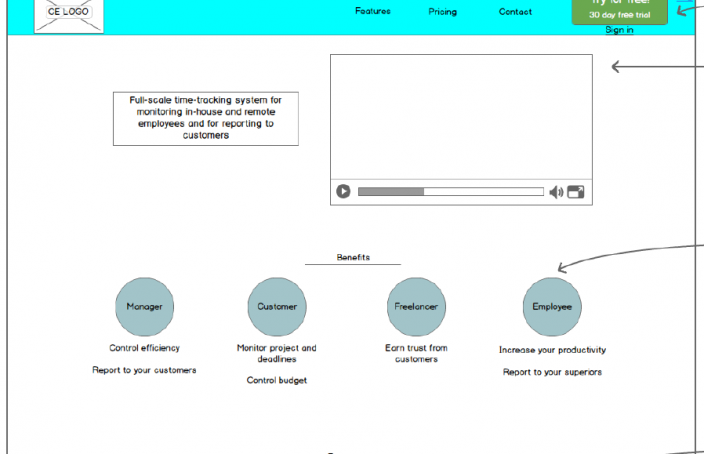 CE LOGO
Features
Pricing
Contact
Try for free!
30 day free trial
Sign in
Full-scale time-tracking system for
monitoring in-house and remote
employees and for reporting to
customers
Benefits
Manager
Customer
Freelancer
Employee
Control efficiency
Report to your customers
Monitor project and
deadlines
Control budget
Earn trust from
customers
Increase your productivity
Report to your superiors